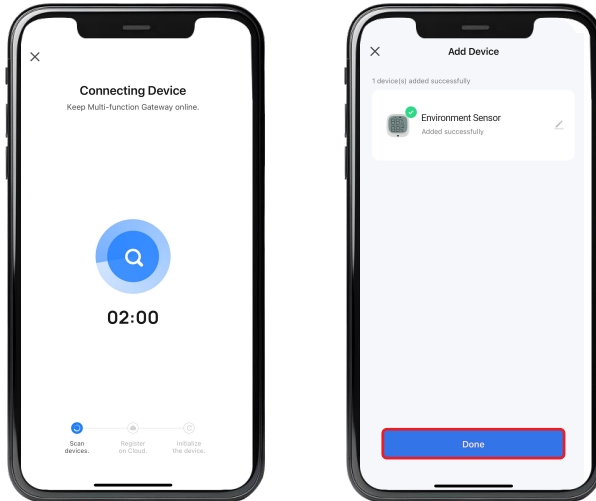 Connecting Device
Keep Multi-function Gateway online.
02:00
Scan
devices.
Register
on Cloud.
Initialize
the device.
Add Device
1 device(s) added successfully
Environment Sensor
Added successfully
Done